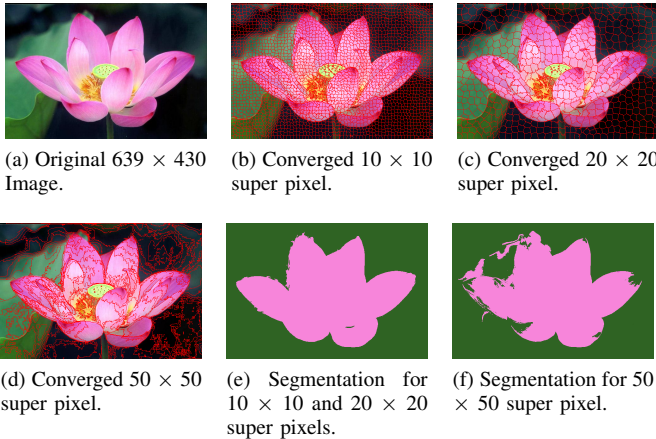 (a) Original 639 × 430
Image.
(b) Converged 10 × 10
super pixel.
(c) Converged 20 × 20
super pixel.
(d) Converged 50 × 50
super pixel.
(e) Segmentation for
10 × 10 and 20 × 20
super pixels.
(f) Segmentation for 50
× 50 super pixel.